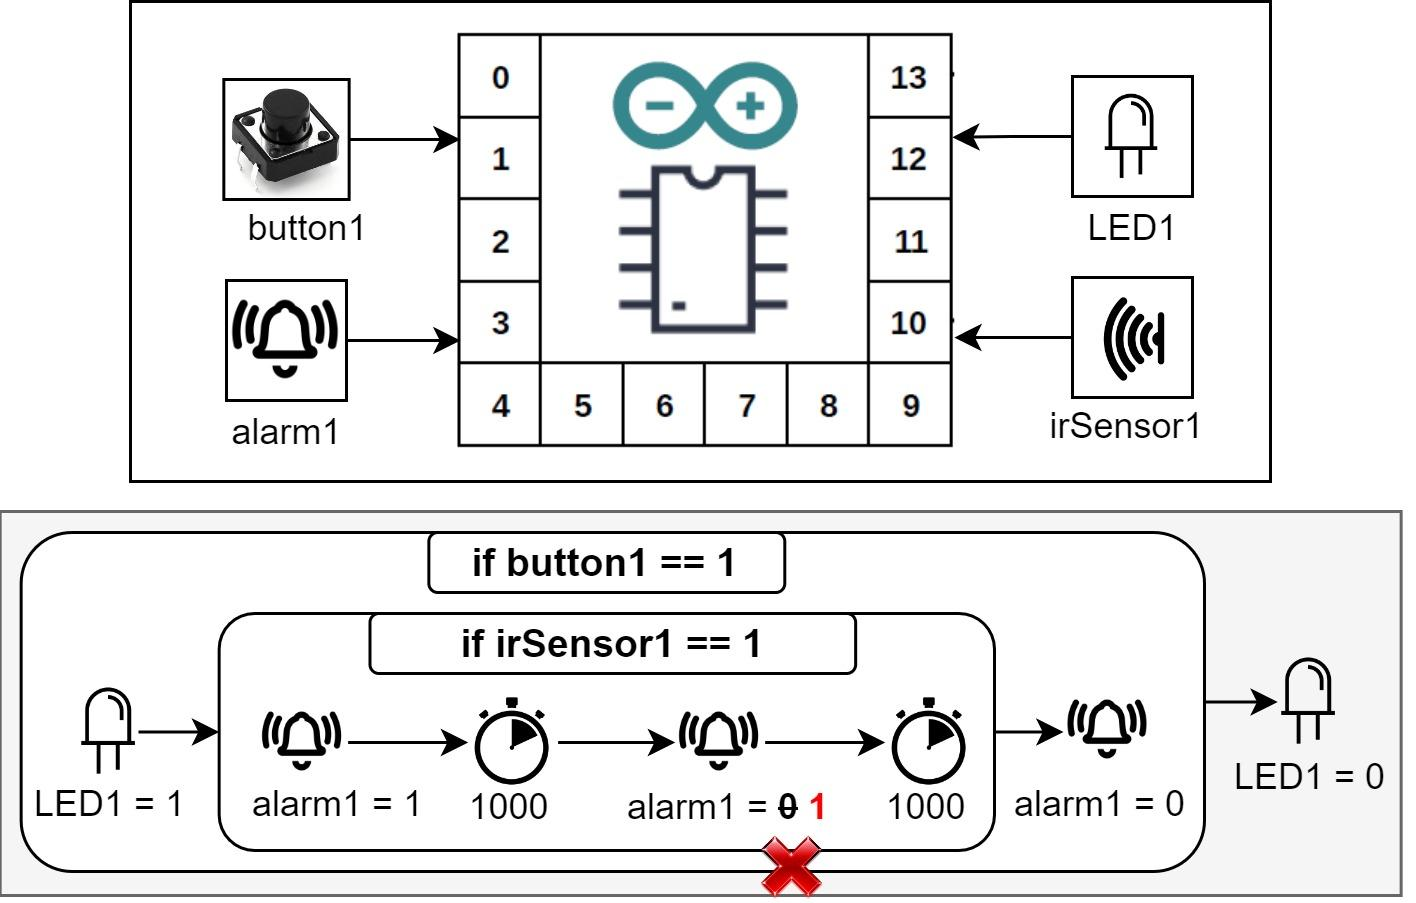 0
13
1
12
button1
LED1
2
11
3
10
alarm1
irSensor1
4 5 6 7 8 9
if button1 == 1
if irSensor1 == 1
LED1 = 1
alarm1 = 1
1000
alarm1 = 0 1
1000
alarm1 = 0
LED1 = 0